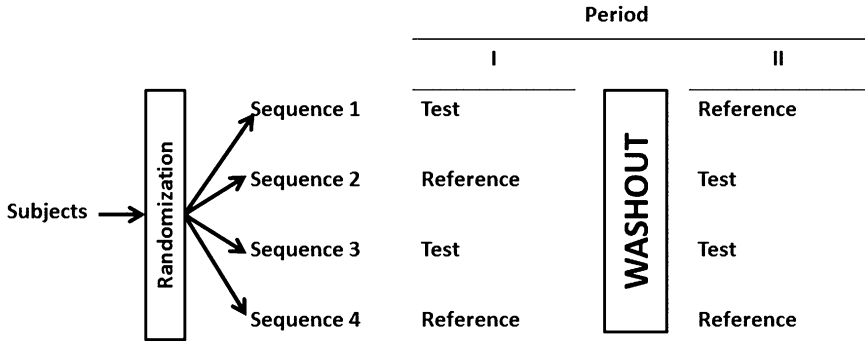 Period
I II
Sequence 1 Test Reference
Sequence 2 Reference Test
Subjects Randomization WASHOUT
Sequence 3 Test Test
Sequence 4 Reference Reference